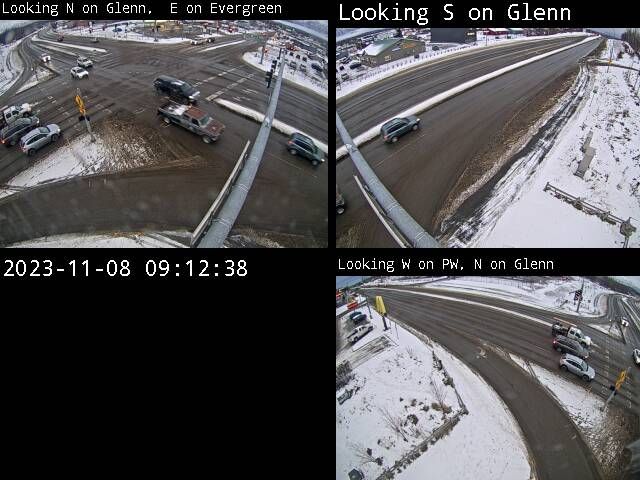 Looking N on Glenn,  E on Evergreen
Looking S on Glenn
2023-11-08 09:12:38
Looking W on PW, N on Glenn